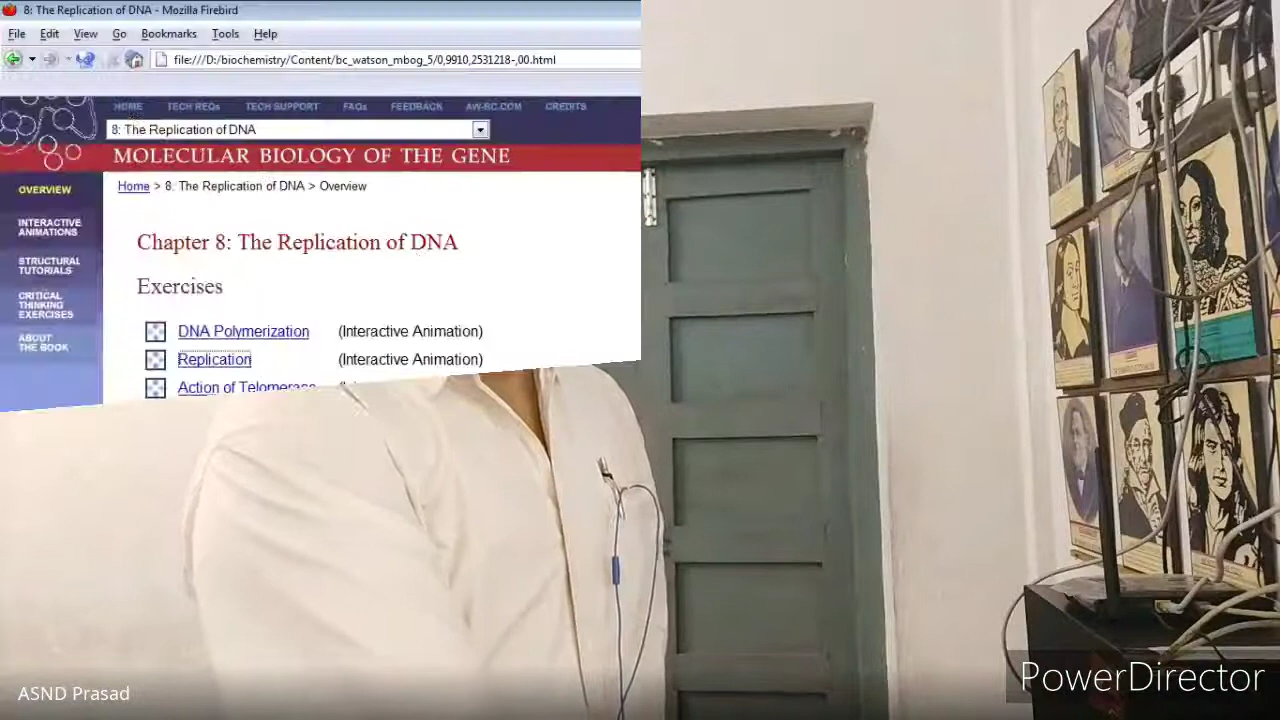 8: The Replication of DNA - Mozilla Firebird
File Edit View Go Bookmarks Tools Help
file:///D:/biochemistry/Content/bc_watson_mbog_5/0,9910,2531218-,00.html
HOME TECH REQs TECH SUPPORT FAQs FEEDBACK AW-BC.COM CREDITS
8: The Replication of DNA
MOLECULAR BIOLOGY OF THE GENE
OVERVIEW
INTERACTIVE
ANIMATIONS
STRUCTURAL
TUTORIALS
CRITICAL
THINKING
EXERCISES
ABOUT
THE BOOK
Home > 8: The Replication of DNA > Overview
Chapter 8: The Replication of DNA
Exercises
DNA Polymerization (Interactive Animation)
Replication (Interactive Animation)
Action of Telomerase
ASND Prasad
PowerDirector